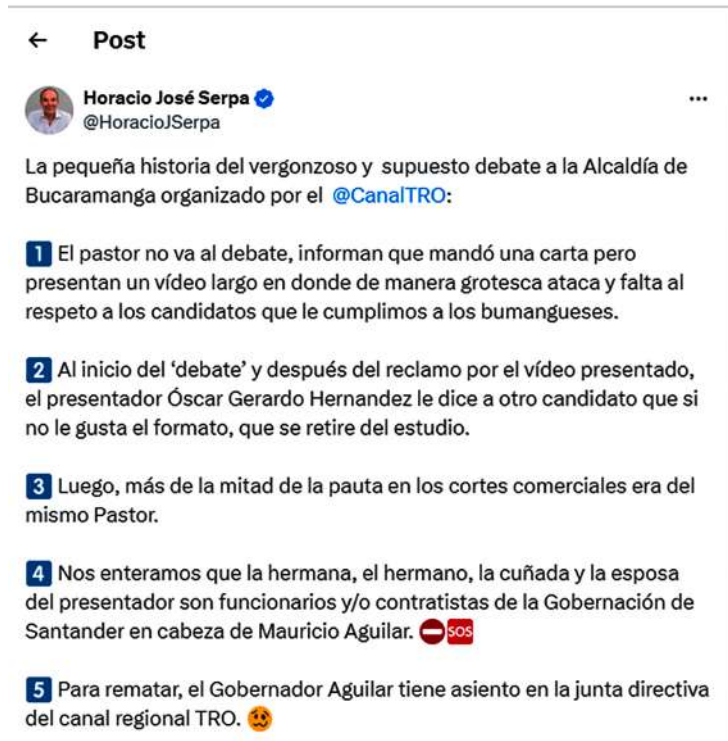 ← Post
Horacio José Serpa
@HoracioJSerpa
...
La pequeña historia del vergonzoso y supuesto debate a la Alcaldía de
Bucaramanga organizado por el @CanalTRO:
1 El pastor no va al debate, informan que mandó una carta pero
presentan un vídeo largo en donde de manera grotesca ataca y falta al
respeto a los candidatos que le cumplimos a los bumangueses.
2 Al inicio del ‘debate’ y después del reclamo por el vídeo presentado,
el presentador Óscar Gerardo Hernandez le dice a otro candidato que si
no le gusta el formato, que se retire del estudio.
3 Luego, más de la mitad de la pauta en los cortes comerciales era del
mismo Pastor.
4 Nos enteramos que la hermana, el hermano, la cuñada y la esposa
del presentador son funcionarios y/o contratistas de la Gobernación de
Santander en cabeza de Mauricio Aguilar. ⛔🆘
5 Para rematar, el Gobernador Aguilar tiene asiento en la junta directiva
del canal regional TRO. 🥴